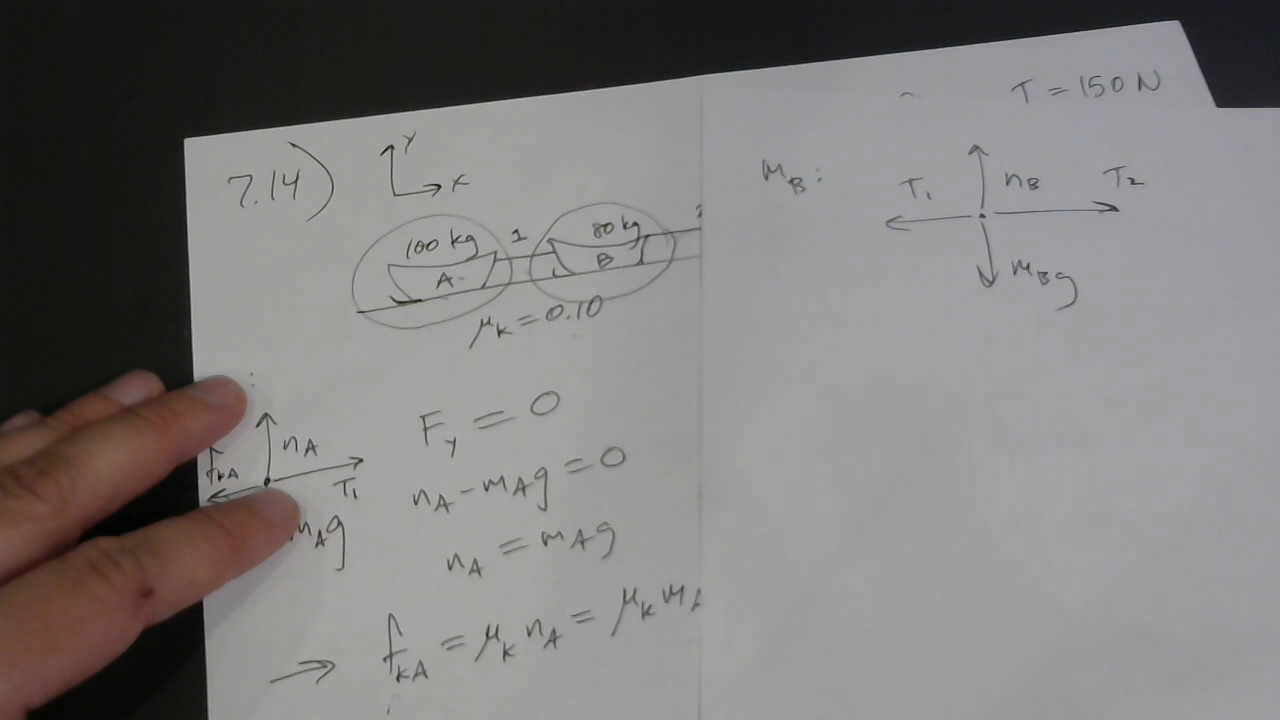 T = 150 N
7.14)
Y
X
100 kg
1
80 kg
A
B
μk = 0.10
Fy = 0
nA
fkA
T1
mAg
nA - mAg = 0
nA = mAg
→ fkA = μk nA = μk m
mB:
T1
nB
T2
mBg